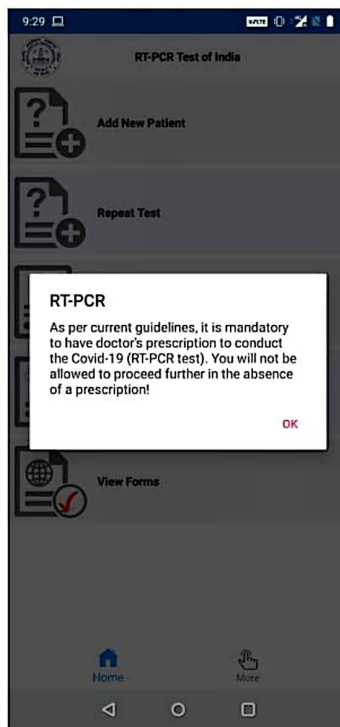 9:29
VoLTE
RT-PCR Test of India
Add New Patient
Repeat Test
RT-PCR
As per current guidelines, it is mandatory
to have doctor's prescription to conduct
the Covid-19 (RT-PCR test). You will not be
allowed to proceed further in the absence
of a prescription!
OK
View Forms
Home
More